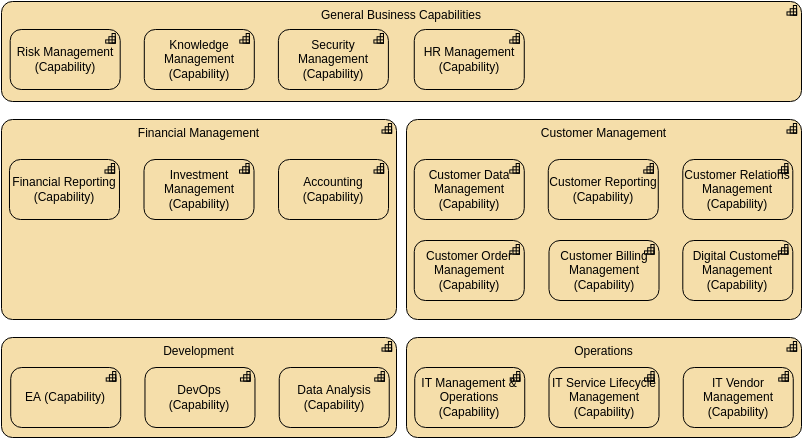 General Business Capabilities
Risk Management
(Capability)
Knowledge
Management
(Capability)
Security
Management
(Capability)
HR Management
(Capability)
Financial Management
Financial Reporting
(Capability)
Investment
Management
(Capability)
Accounting
(Capability)
Customer Management
Customer Data
Management
(Capability)
Customer Reporting
(Capability)
Customer Relations
Management
(Capability)
Customer Order
Management
(Capability)
Customer Billing
Management
(Capability)
Digital Customer
Management
(Capability)
Development
EA (Capability)
DevOps
(Capability)
Data Analysis
(Capability)
Operations
IT Management &
Operations
(Capability)
IT Service Lifecycle
Management
(Capability)
IT Vendor
Management
(Capability)